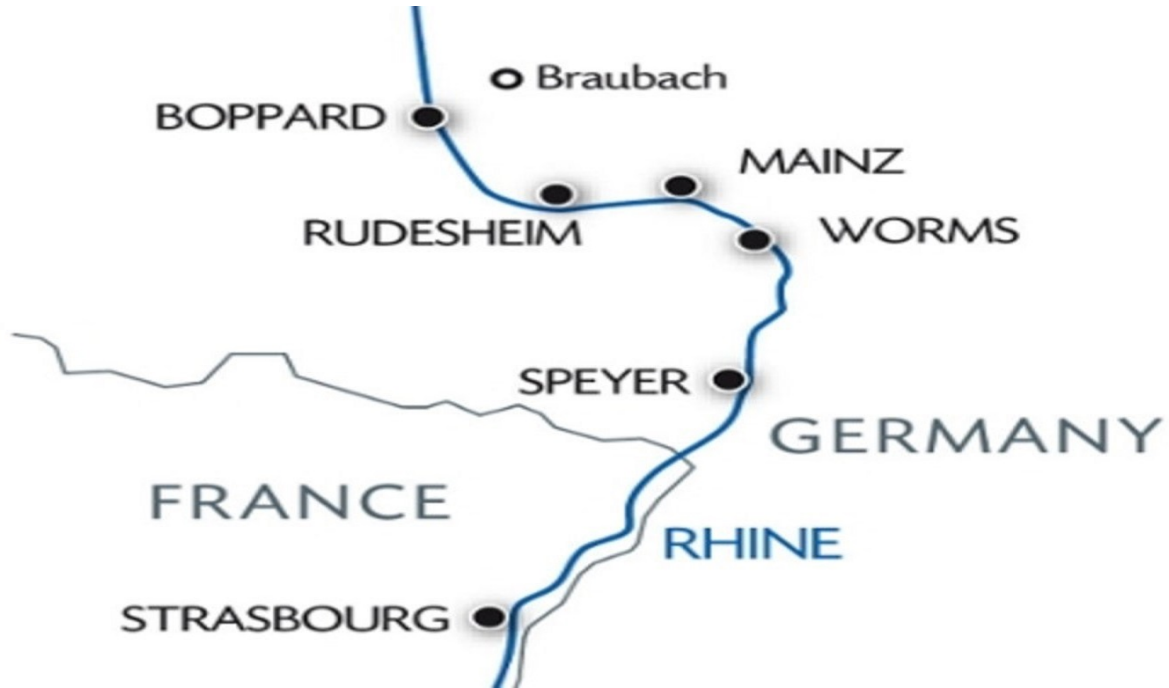 Braubach
BOPPARD
MAINZ
RUDESHEIM
WORMS
SPEYER
GERMANY
FRANCE
RHINE
STRASBOURG